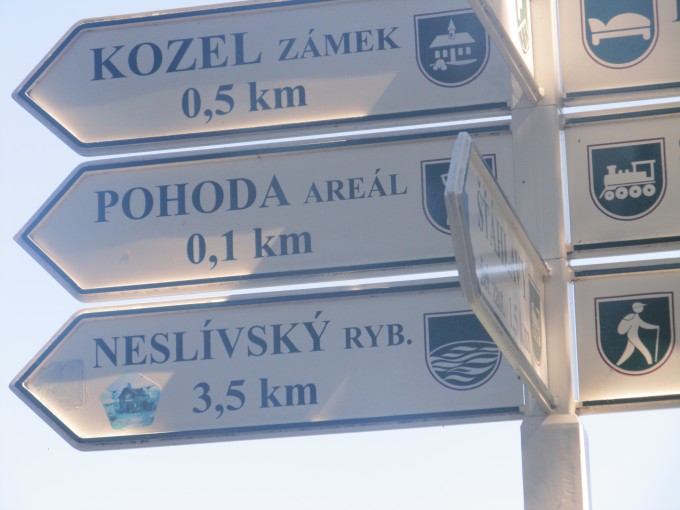 KOZEL ZÁMEK
0,5 km
POHODA AREÁL
0,1 km
NESLÍVSKÝ RYB.
3,5 km